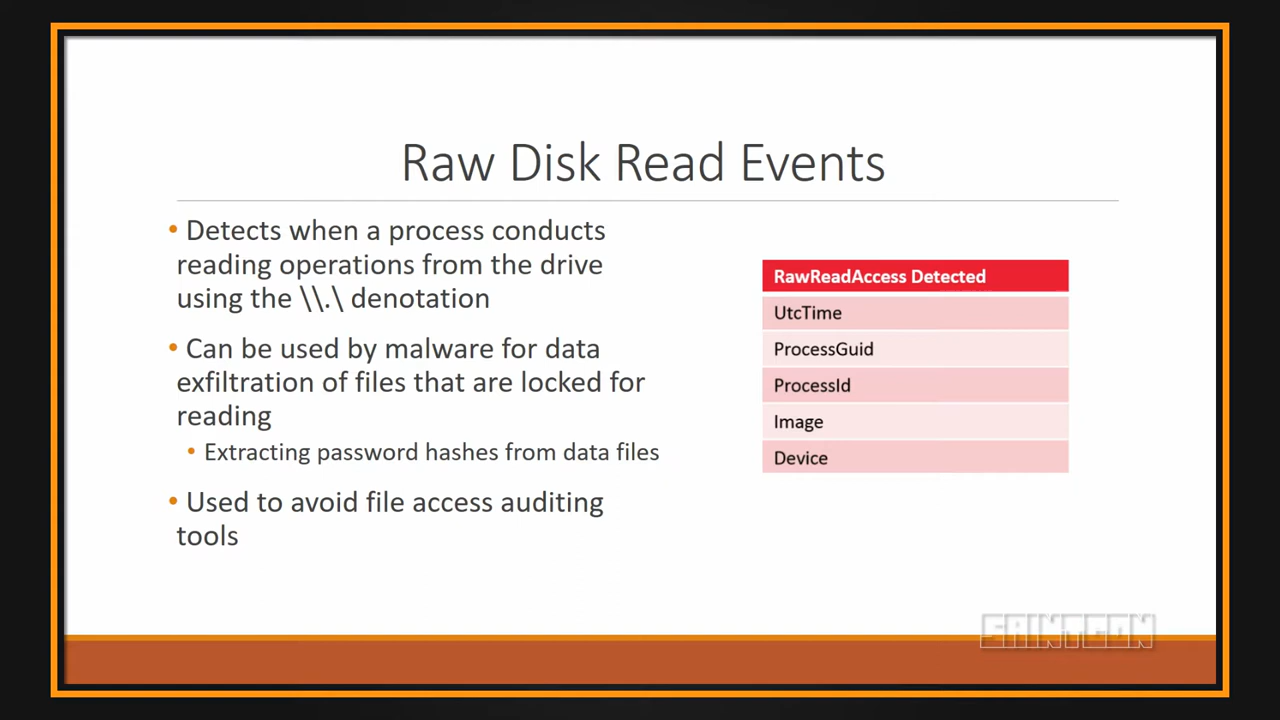 Raw Disk Read Events
• Detects when a process conducts
reading operations from the drive
using the \\.\ denotation
• Can be used by malware for data
exfiltration of files that are locked for
reading
• Extracting password hashes from data files
• Used to avoid file access auditing
tools
RawReadAccess Detected
UtcTime
ProcessGuid
ProcessId
Image
Device
SAINTCON